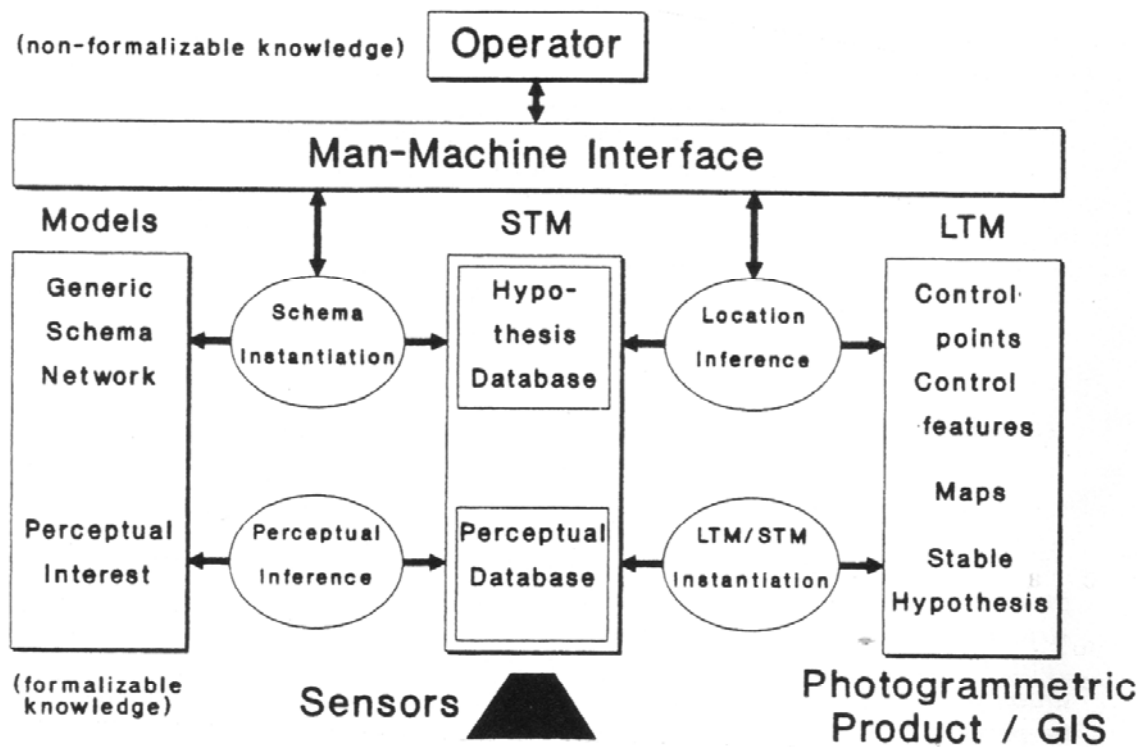 (non-formalizable knowledge)
Operator
Man-Machine Interface
Models
STM
LTM
Generic
Schema
Network
Perceptual
Interest
Schema
Instantiation
Perceptual
Inference
Hypo-
thesis
Database
Perceptual
Database
Location
Inference
LTM/STM
Instantiation
Control
points
Control
features
Maps
Stable
Hypothesis
(formalizable
knowledge)
Sensors
Photogrammetric
Product / GIS